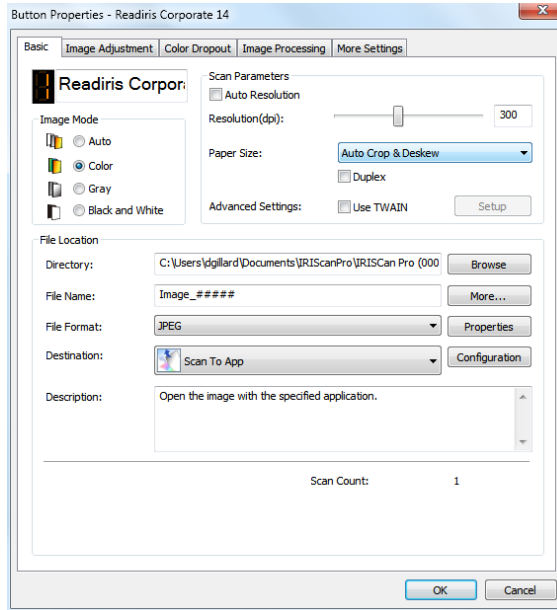 Button Properties - Readiris Corporate 14
Basic Image Adjustment Color Dropout Image Processing More Settings
Readiris Corpor
Image Mode
Auto
Color
Gray
Black and White
Scan Parameters
Auto Resolution
Resolution(dpi): 300
Paper Size: Auto Crop & Deskew
Duplex
Advanced Settings: Use TWAIN Setup
File Location
Directory: C:\Users\dgillard\Documents\IRIScanPro\IRISCan Pro (000 Browse
File Name: Image_##### More...
File Format: JPEG Properties
Destination: Scan To App Configuration
Description: Open the image with the specified application.
Scan Count: 1
OK Cancel